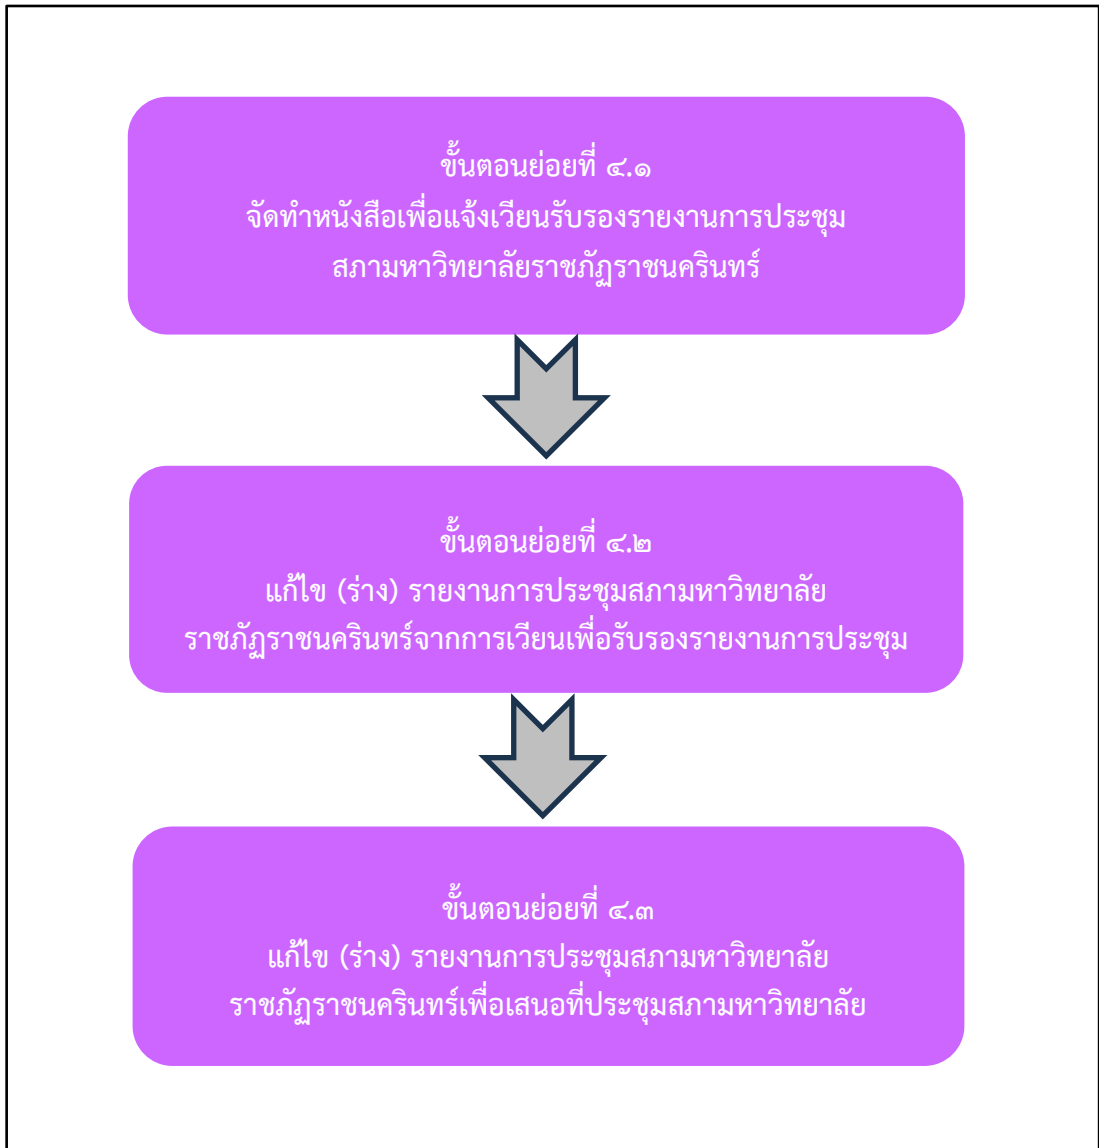 ขั้นตอนย่อยที่ ๔.๑
จัดทำหนังสือเพื่อแจ้งเวียนรับรองรายงานการประชุม
สภามหาวิทยาลัยราชภัฏราชนครินทร์
ขั้นตอนย่อยที่ ๔.๒
แก้ไข (ร่าง) รายงานการประชุมสภามหาวิทยาลัย
ราชภัฏราชนครินทร์จากการเวียนเพื่อรับรองรายงานการประชุม
ขั้นตอนย่อยที่ ๔.๓
แก้ไข (ร่าง) รายงานการประชุมสภามหาวิทยาลัย
ราชภัฏราชนครินทร์เพื่อเสนอที่ประชุมสภามหาวิทยาลัย